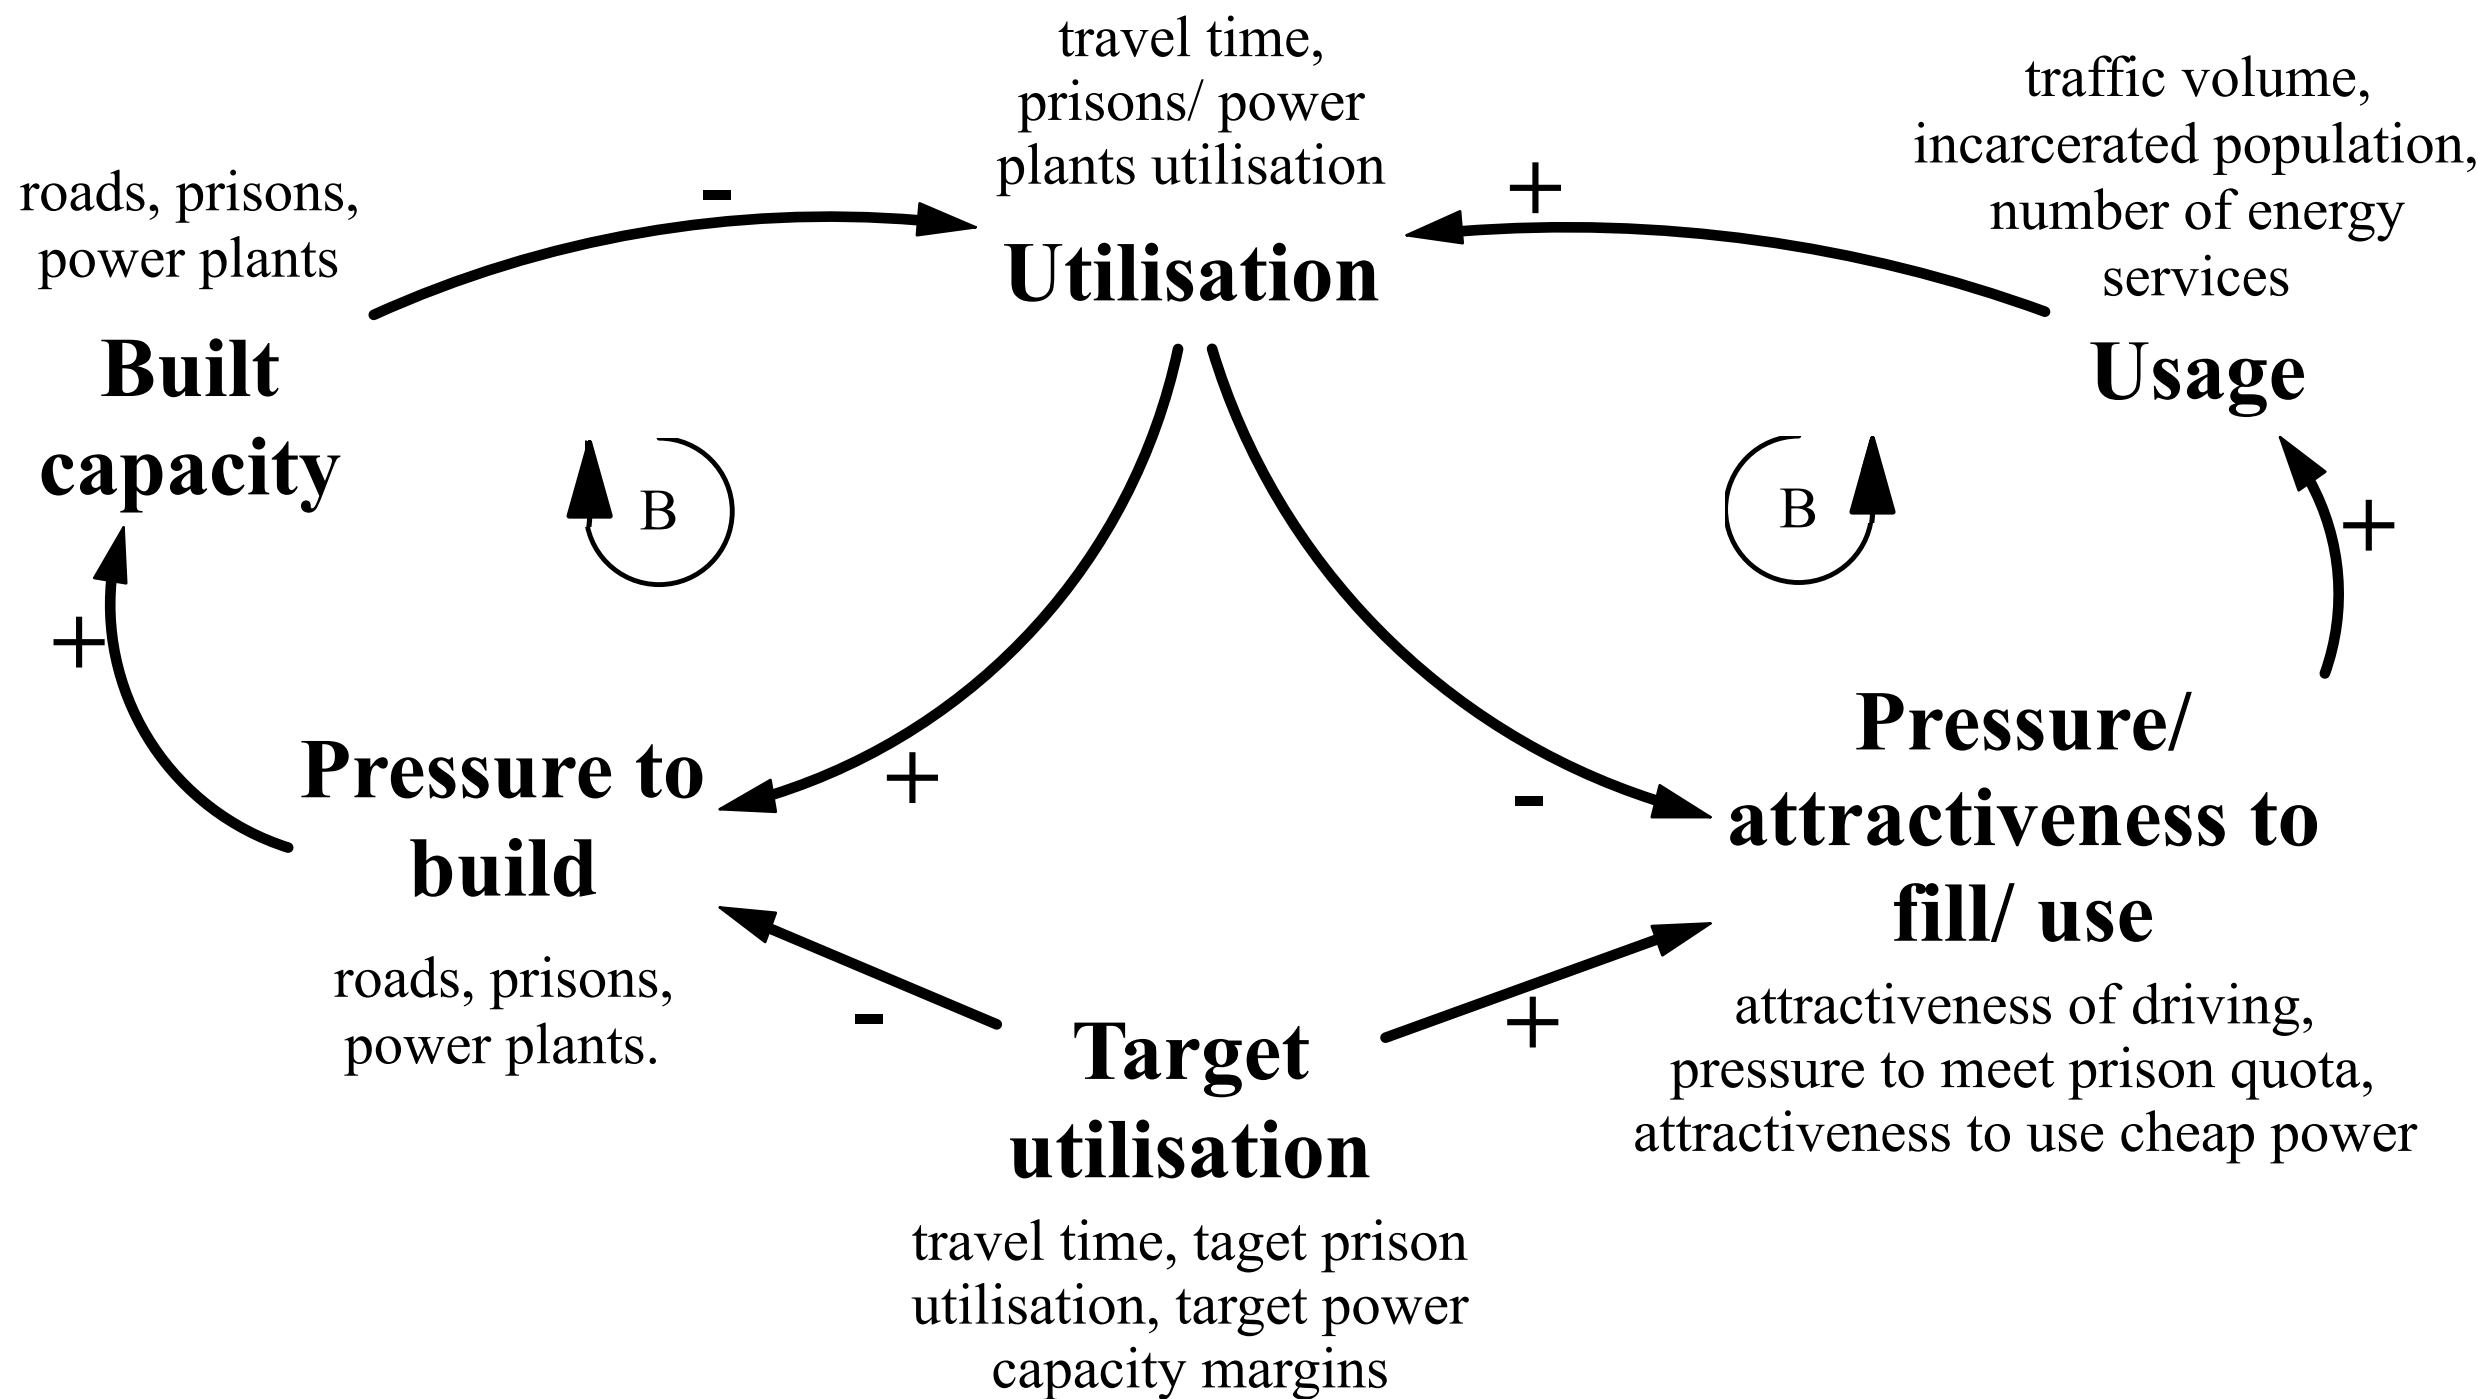 travel time,
prisons/ power
plants utilisation
Utilisation
traffic volume,
incarcerated population,
number of energy
services
Usage
roads, prisons,
power plants
Built
capacity
-
+
B
B
+
+
Pressure to
build
roads, prisons,
power plants.
+
-
Pressure/
attractiveness to
fill/ use
attractiveness of driving,
pressure to meet prison quota,
attractiveness to use cheap power
-
+
Target
utilisation
travel time, taget prison
utilisation, target power
capacity margins